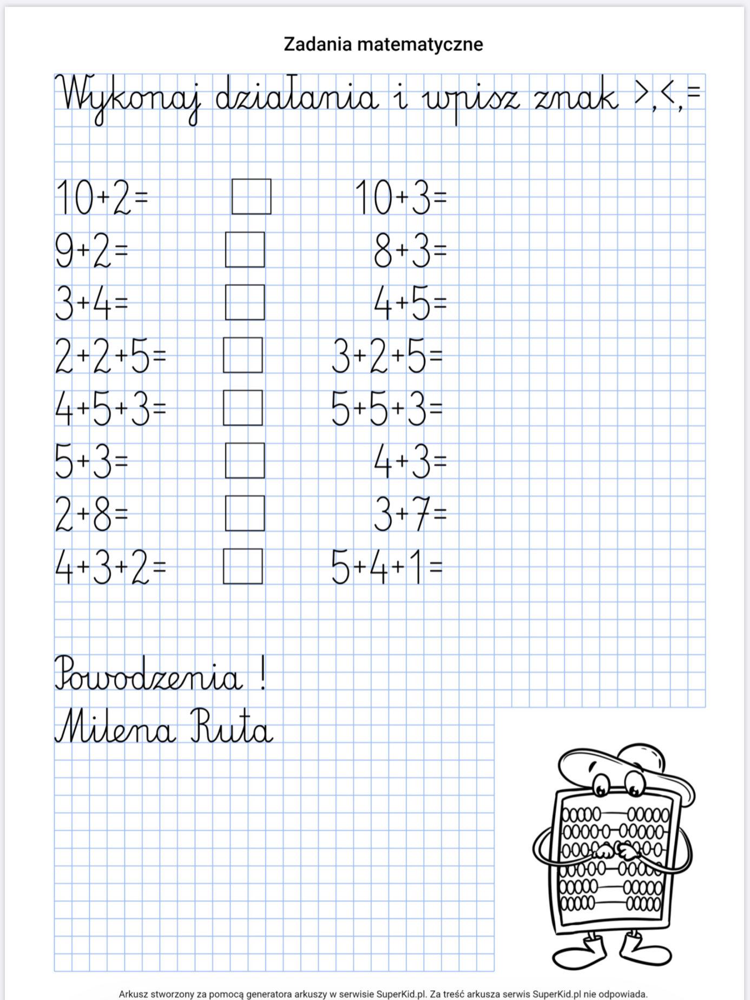 Zadania matematyczne
Wykonaj działania i wpisz znak >,<,=
10+2= 10+3=
9+2= 8+3=
3+4= 4+5=
2+2+5= 3+2+5=
4+5+3= 5+5+3=
5+3= 4+3=
2+8= 3+7=
4+3+2= 5+4+1=
Powodzenia !
Milena Ruta
Arkusz stworzony za pomocą generatora arkuszy w serwisie SuperKid.pl. Za treść arkusza serwis SuperKid.pl nie odpowiada.